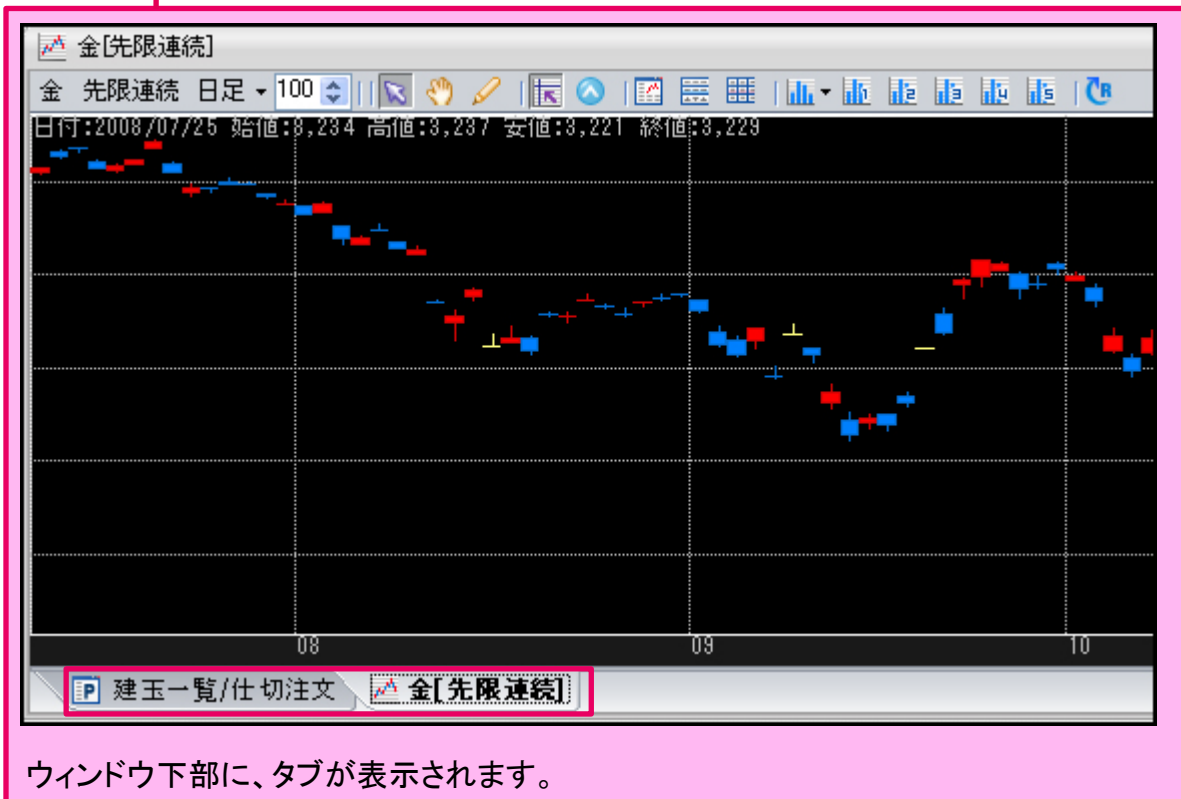 金[先限連続]
金 先限連続 日足 100
日付:2008/07/25 始値:3,234 高値:3,237 安値:3,221 終値:3,229
08 09 10
建玉一覧/仕切注文 金[先限連続]
ウィンドウ下部に、タブが表示されます。